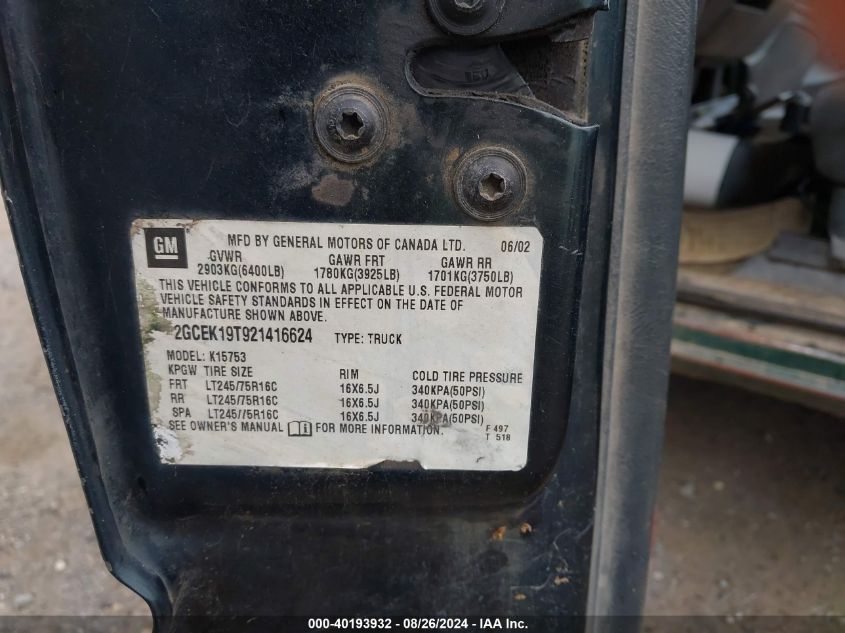 GM MFD BY GENERAL MOTORS OF CANADA LTD. 06/02
GVWR GAWR FRT GAWR RR
2903KG(6400LB) 1780KG(3925LB) 1701KG(3750LB)
THIS VEHICLE CONFORMS TO ALL APPLICABLE U.S. FEDERAL MOTOR
VEHICLE SAFETY STANDARDS IN EFFECT ON THE DATE OF
MANUFACTURE SHOWN ABOVE.
2GCEK19T921416624 TYPE: TRUCK
MODEL: K15753
KPGW TIRE SIZE RIM COLD TIRE PRESSURE
FRT LT245/75R16C 16X6.5J 340KPA(50PSI)
RR LT245/75R16C 16X6.5J 340KPA(50PSI)
SPA LT245/75R16C 16X6.5J 340KPA(50PSI)
SEE OWNER'S MANUAL FOR MORE INFORMATION. F 497
T 518
000-40193932 - 08/26/2024 - IAA Inc.